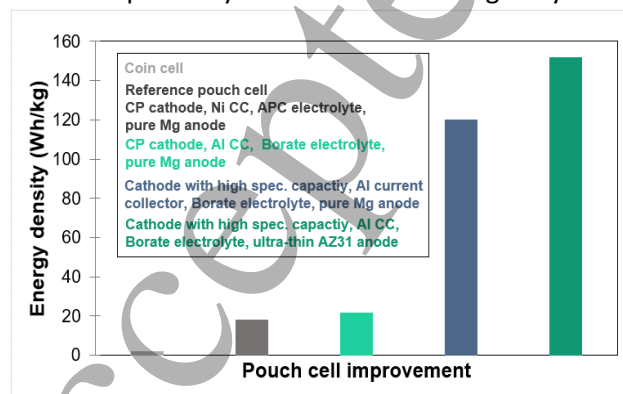 160
140
120
100
80
60
40
20
0
Energy density (Wh/kg)
Coin cell
Reference pouch cell
CP cathode, Ni CC, APC electrolyte,
pure Mg anode
CP cathode, Al CC, Borate electrolyte,
pure Mg anode
Cathode with high spec. capactiy, Al current
collector, Borate electrolyte, pure Mg anode
Cathode with high spec. capactiy, Al CC,
Borate electrolyte, ultra-thin AZ31 anode
Pouch cell improvement